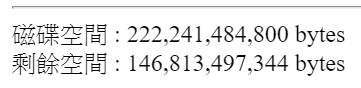 磁碟空間 : 222,241,484,800 bytes
剩餘空間 : 146,813,497,344 bytes